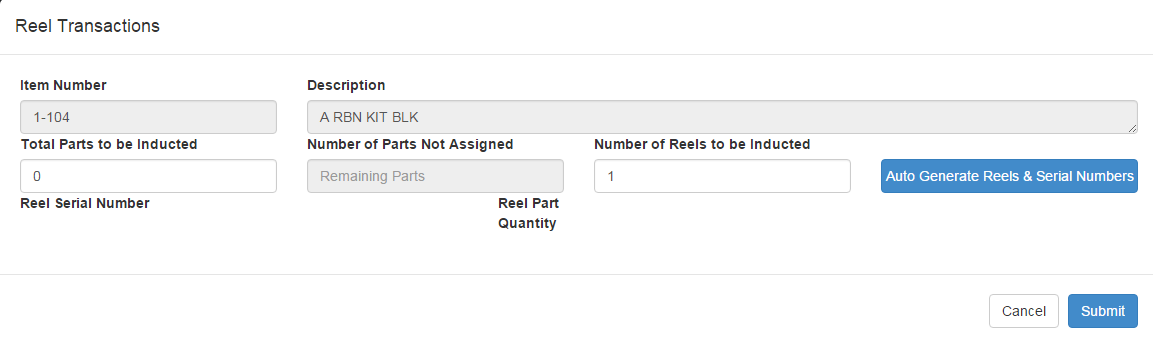 Reel Transactions
Item Number Description
1-104 A RBN KIT BLK
Total Parts to be Inducted Number of Parts Not Assigned Number of Reels to be Inducted
0 Remaining Parts 1 Auto Generate Reels & Serial Numbers
Reel Serial Number Reel Part
Quantity
Cancel Submit